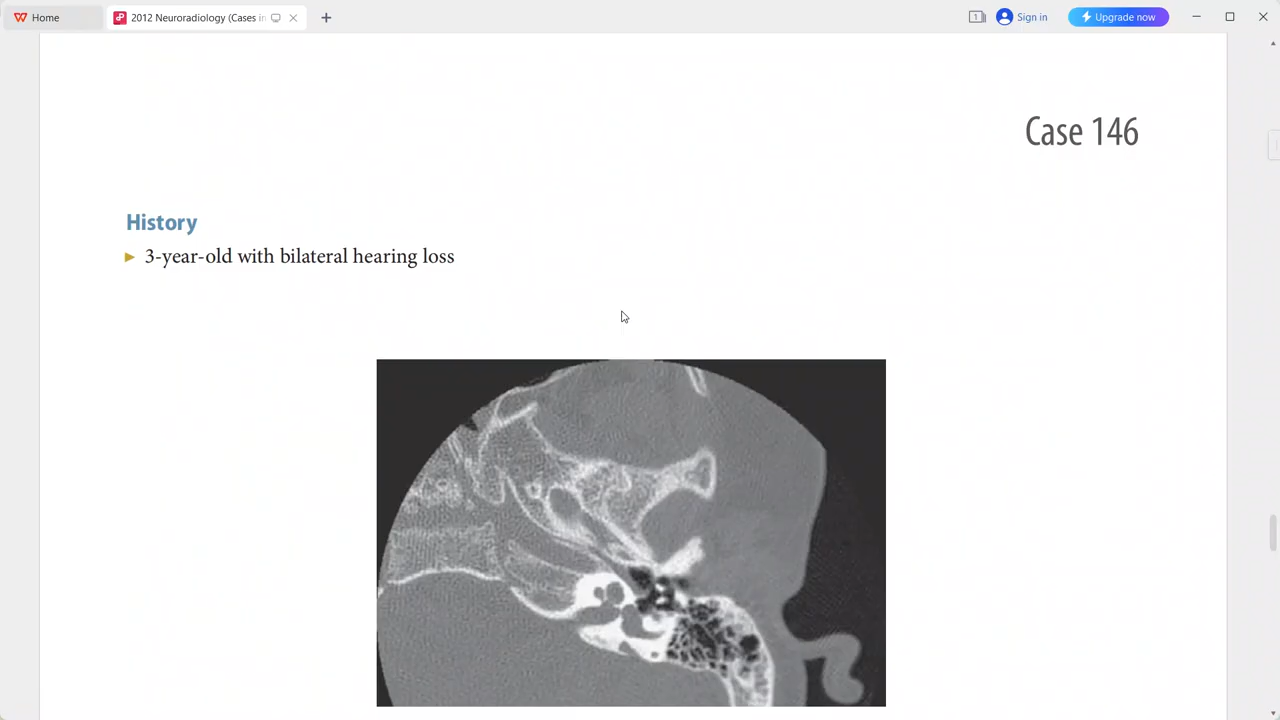 Home
2012 Neuroradiology (Cases in
1
Sign in
Upgrade now
Case 146
History
► 3-year-old with bilateral hearing loss